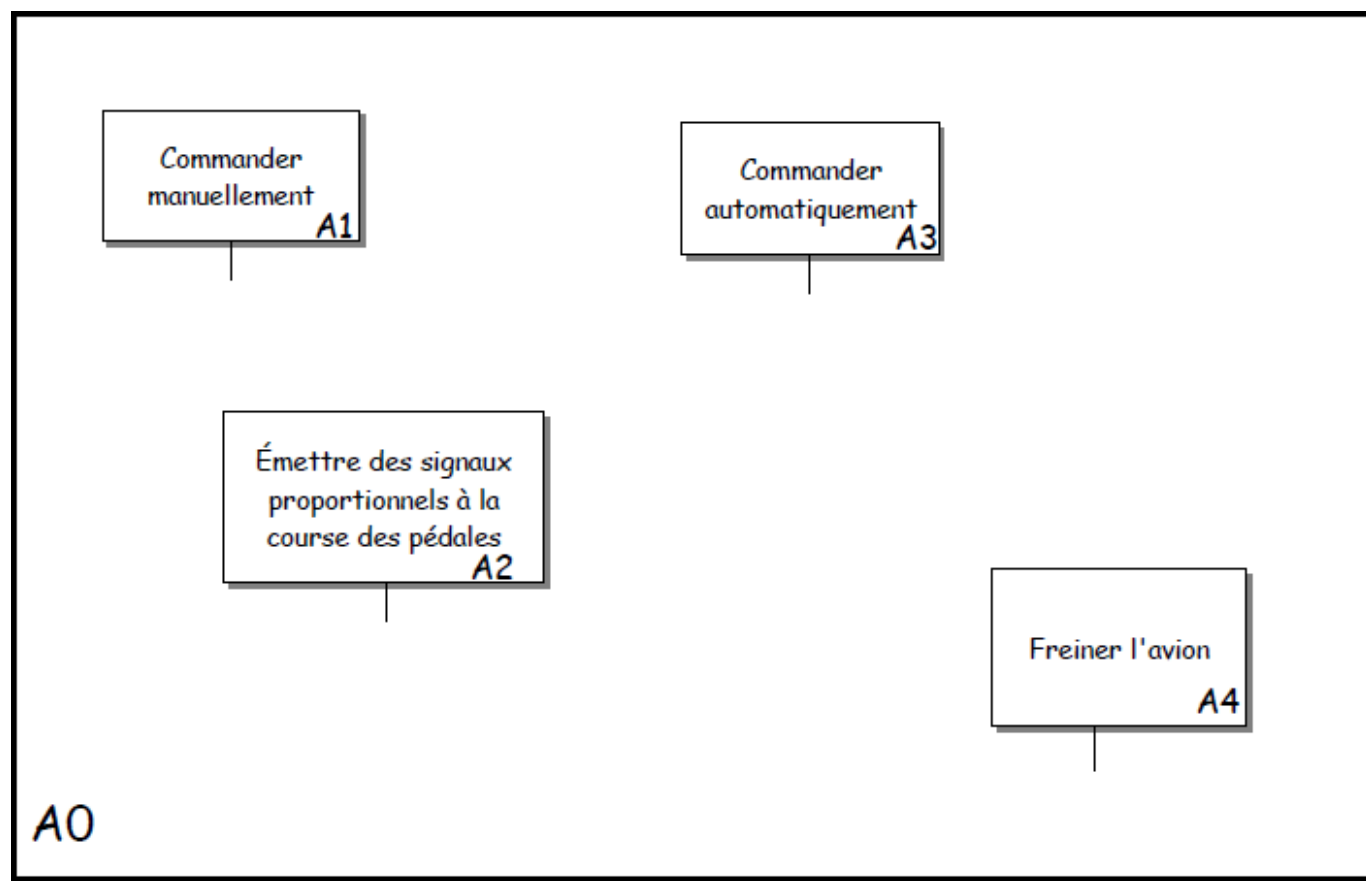 Commander
manuellement
A1
Commander
automatiquement
A3
Émettre des signaux
proportionnels à la
course des pédales
A2
Freiner l'avion
A4
A0